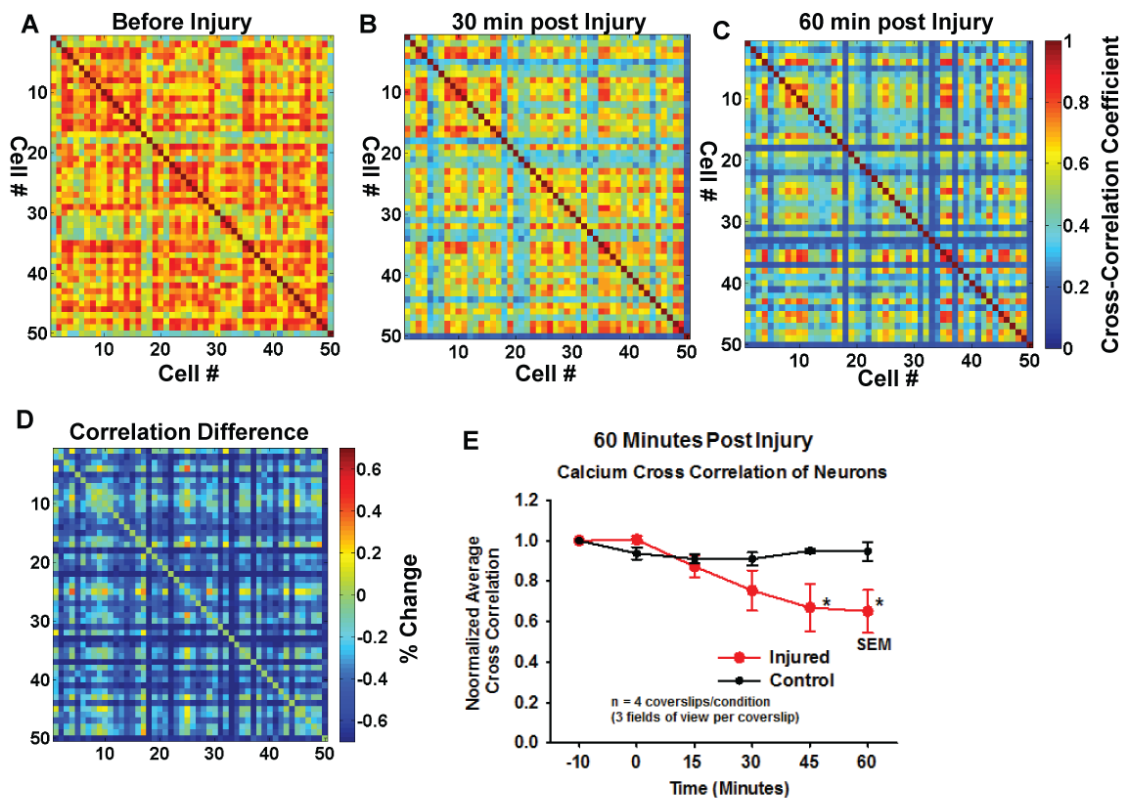 A
Before Injury
Cell #
10
20
30
40
50
10
20
30
40
50
Cell #
B
30 min post Injury
Cell #
10
20
30
40
50
10
20
30
40
50
Cell #
C
60 min post Injury
Cell #
10
20
30
40
50
10
20
30
40
50
Cell #
1
0.8
0.6
0.4
0.2
0
Cross-Correlation Coefficient
D
Correlation Difference
10
20
30
40
50
10
20
30
40
50
0.6
0.4
0.2
0
-0.2
-0.4
-0.6
% Change
E
60 Minutes Post Injury
Calcium Cross Correlation of Neurons
Noormalized Average
Cross Correlation
1.2
1.0
0.8
0.6
0.4
0.2
0.0
* *
SEM
Injured
Control
n = 4 coverslips/condition
(3 fields of view per coverslip)
-10 0 15 30 45 60
Time (Minutes)